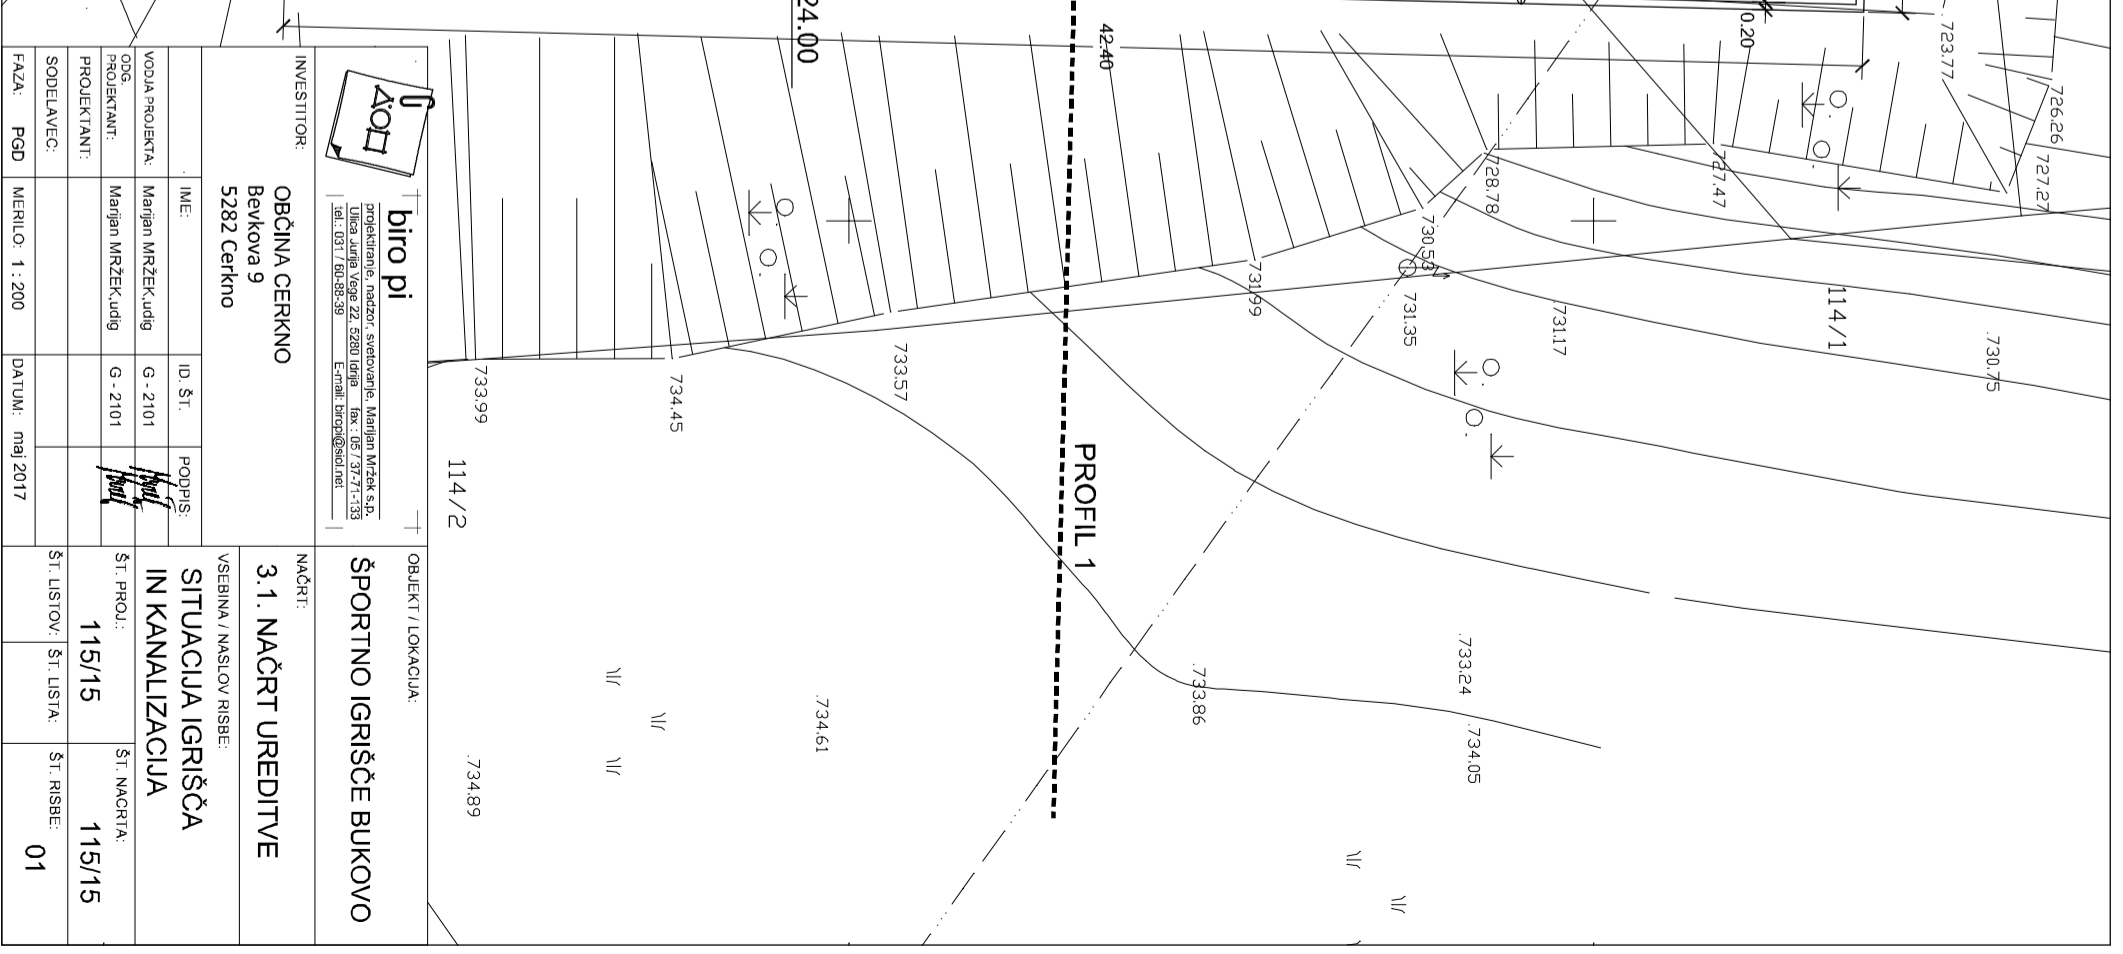 24.00
42.40
0.20
723.77
726.26
727.27
727.47
728.78
730.53
731.99
731.35
731.17
114/1
730.75
733.57
734.45
733.99
114/2
PROFIL 1
733.24
734.05
733.86
734.61
734.89
biro pi
projektiranje, nadzor, svetovanje, Marijan Mržek s.p.
Ulica Jurija Vege 22, 5280 Idrija fax : 05 / 37-71-133
tel.: 031 / 60-88-39 E-mail: biropi@siol.net
OBJEKT / LOKACIJA:
ŠPORTNO IGRIŠČE BUKOVO
INVESTITOR:
OBČINA CERKNO
Bevkova 9
5282 Cerkno
NAČRT:
3.1. NAČRT UREDITVE
VSEBINA / NASLOV RISBE:
SITUACIJA IGRIŠČA
IN KANALIZACIJA
IME: ID. ŠT. PODPIS:
VODJA PROJEKTA: Marijan MRŽEK,udig G - 2101
ODG.
PROJEKTANT: Marijan MRŽEK,udig G - 2101
PROJEKTANT:
SODELAVEC:
FAZA: PGD MERILO: 1 : 200 DATUM: maj 2017
ŠT. PROJ.: ŠT. NACRTA:
115/15 115/15
ŠT. LISTOV: ŠT. LISTA: ŠT. RISBE:
01